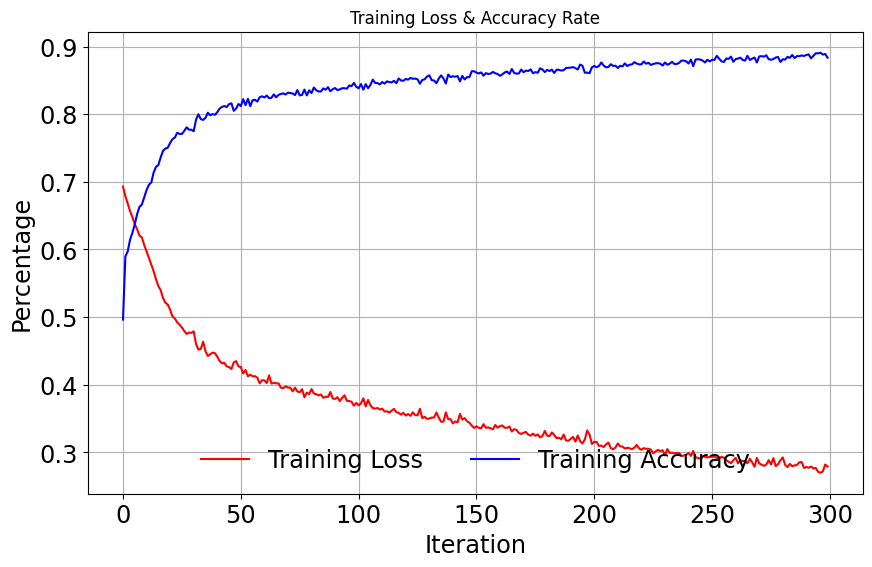 Training Loss & Accuracy Rate
0.9
0.8
0.7
0.6
0.5
0.4
0.3
Percentage
Training Loss
Training Accuracy
0
50
100
150
200
250
300
Iteration